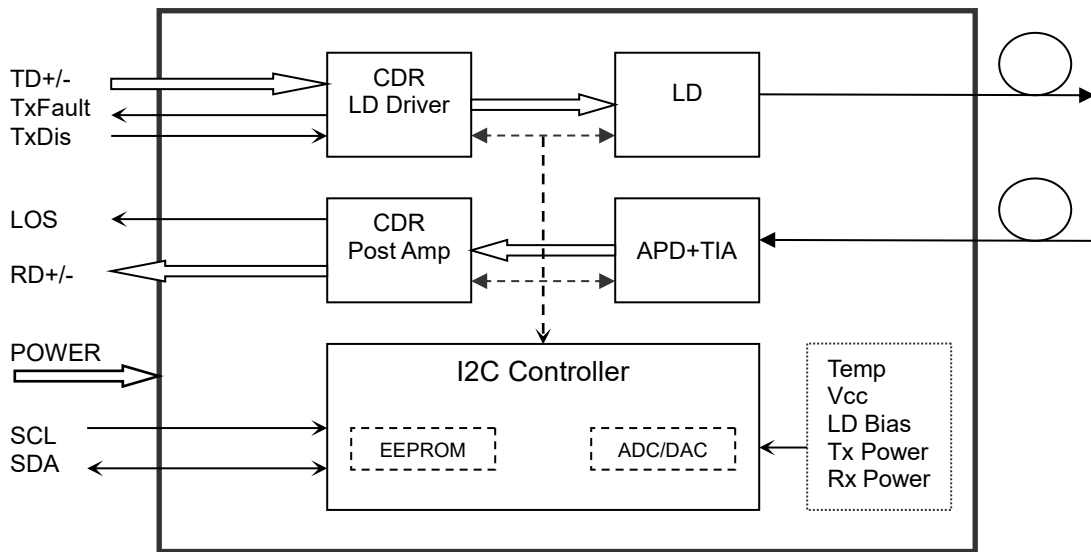 TD+/-
TxFault
TxDis
CDR
LD Driver
LD
LOS
RD+/-
CDR
Post Amp
APD+TIA
POWER
SCL
SDA
I2C Controller
EEPROM
ADC/DAC
Temp
Vcc
LD Bias
Tx Power
Rx Power